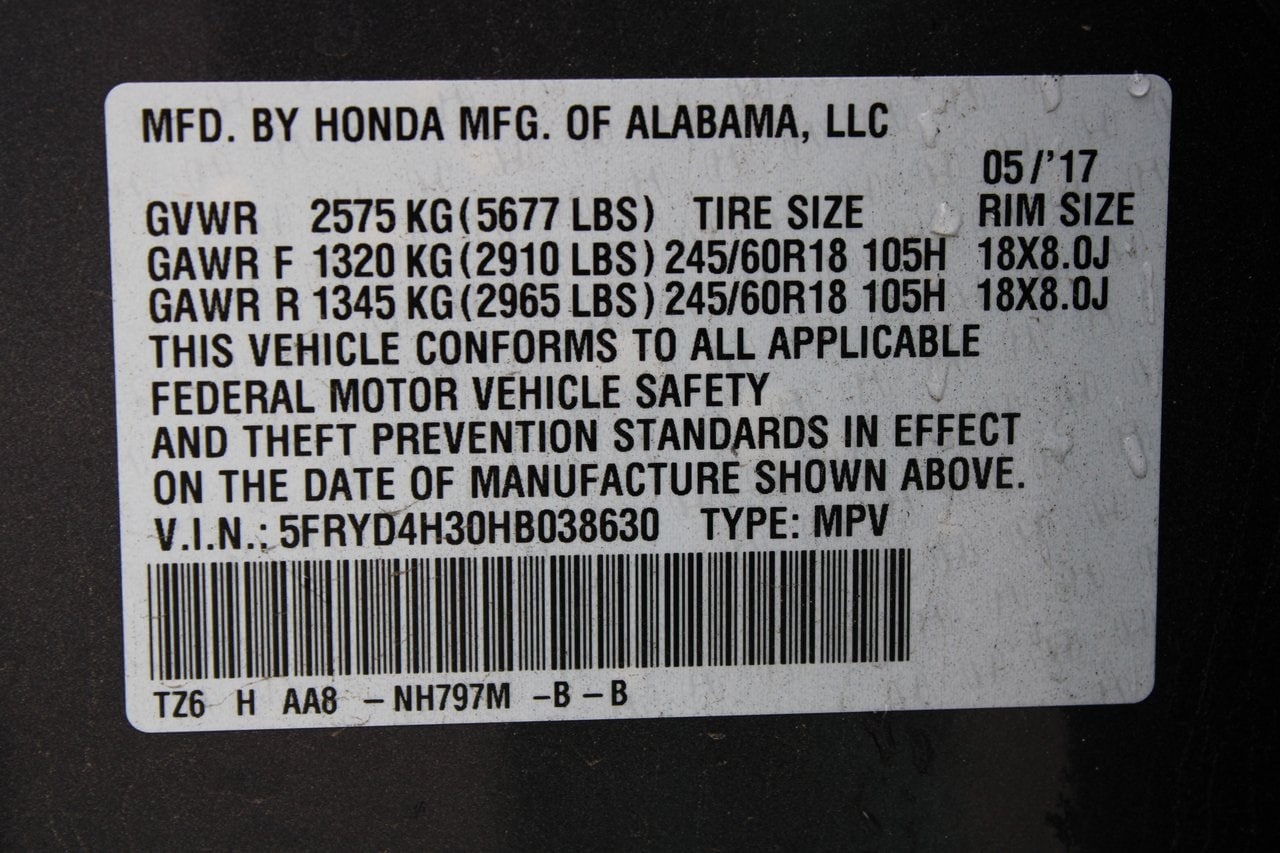 MFD. BY HONDA MFG. OF ALABAMA, LLC
05/'17
GVWR 2575 KG (5677 LBS) TIRE SIZE RIM SIZE
GAWR F 1320 KG (2910 LBS) 245/60R18 105H 18X8.0J
GAWR R 1345 KG (2965 LBS) 245/60R18 105H 18X8.0J
THIS VEHICLE CONFORMS TO ALL APPLICABLE
FEDERAL MOTOR VEHICLE SAFETY
AND THEFT PREVENTION STANDARDS IN EFFECT
ON THE DATE OF MANUFACTURE SHOWN ABOVE.
V.I.N.: 5FRYD4H30HB038630 TYPE: MPV
TZ6 H AA8 – NH797M – B – B